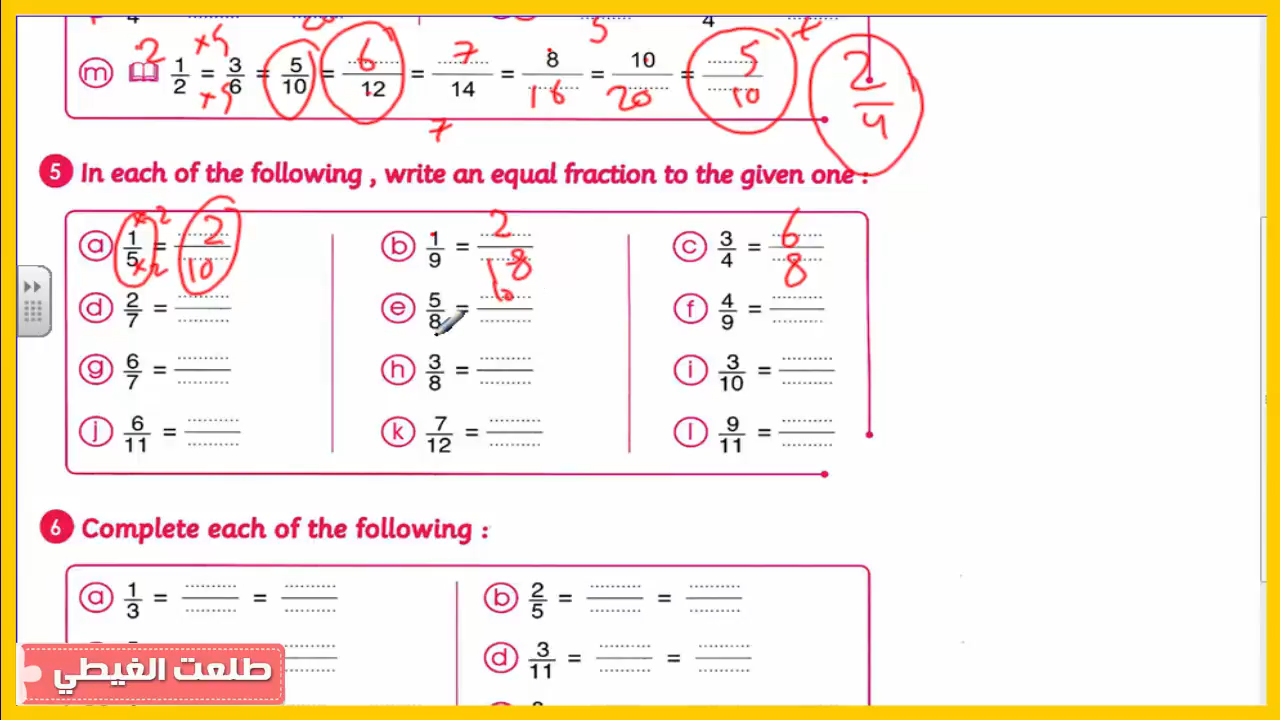 m 1/2 = 3/6 = 5/10 = 6/12 = 7/14 = 8/16 = 10/20 = 5/10 2/4
7
5 In each of the following , write an equal fraction to the given one :
a 1/5 = 2/10 b 1/9 = 2/18 c 3/4 = 6/8
×2 ×2
d 2/7 = e 5/8 = 10 f 4/9 =
g 6/7 = h 3/8 = i 3/10 =
j 6/11 = k 7/12 = l 9/11 =
6 Complete each of the following :
a 1/3 = = b 2/5 = =
d 3/11 = =
طلعت الغيطي